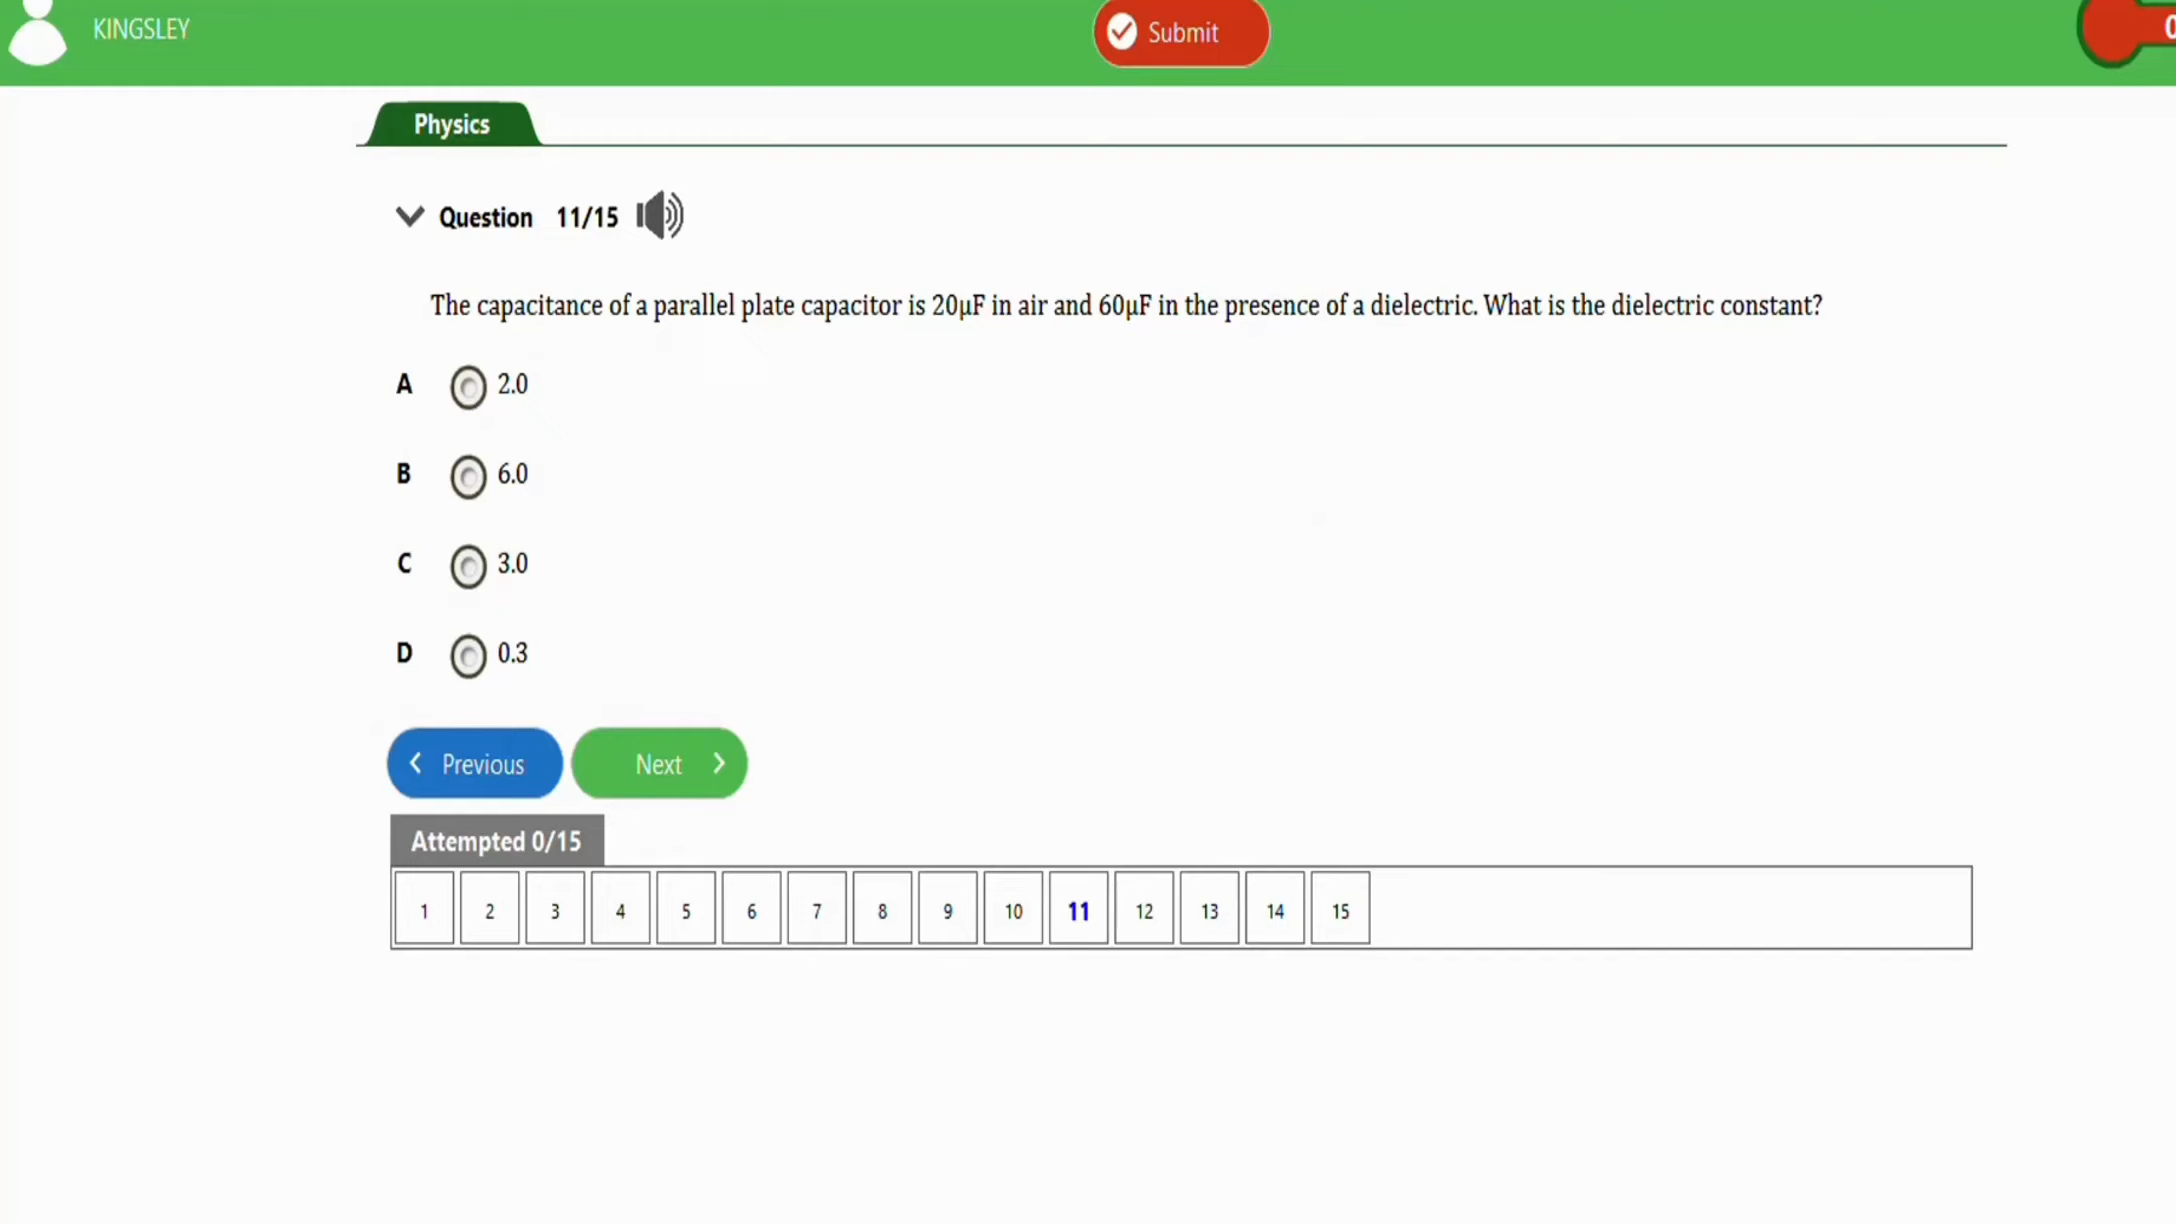 KINGSLEY
Submit
0
Physics
Question 11/15
The capacitance of a parallel plate capacitor is 20μF in air and 60μF in the presence of a dielectric. What is the dielectric constant?
A 2.0
B 6.0
C 3.0
D 0.3
Previous
Next
Attempted 0/15
1 2 3 4 5 6 7 8 9 10 11 12 13 14 15